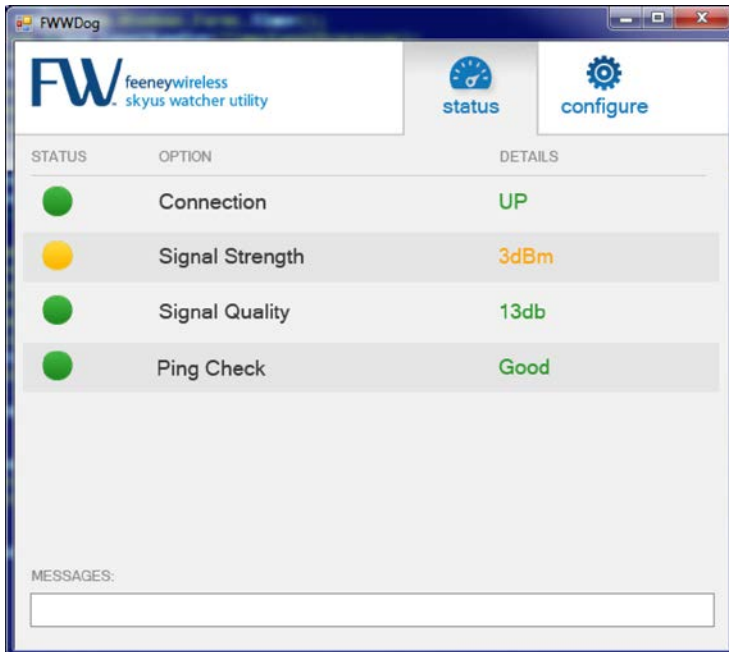 FWWDog
FW feeneywireless
skyus watcher utility
status
configure
STATUS OPTION DETAILS
Connection UP
Signal Strength 3dBm
Signal Quality 13db
Ping Check Good
MESSAGES: